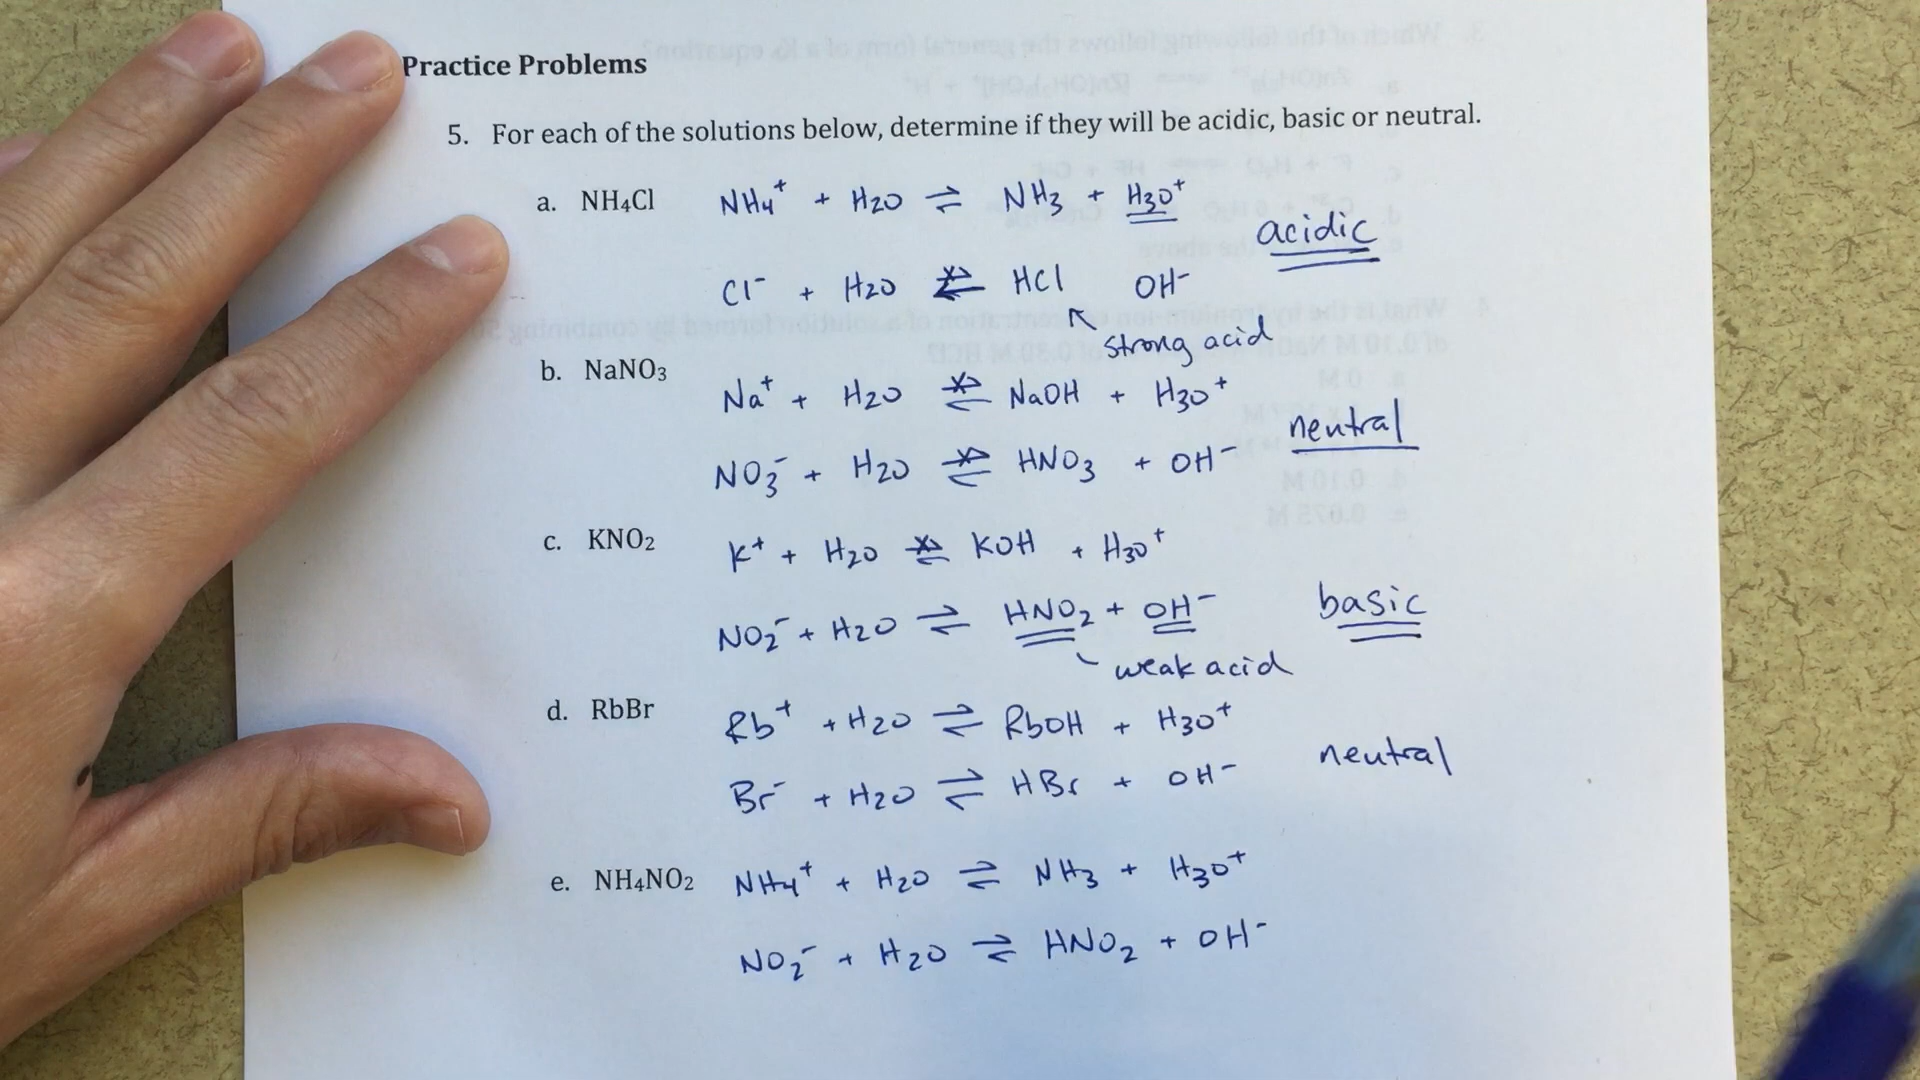 Practice Problems
5. For each of the solutions below, determine if they will be acidic, basic or neutral.
a. NH4Cl NH4+ + H2O ⇌ NH3 + H3O+
acidic
Cl- + H2O ⇌ HCl OH-
strong acid
b. NaNO3
Na+ + H2O ⇌ NaOH + H3O+
neutral
NO3- + H2O ⇌ HNO3 + OH-
c. KNO2 K+ + H2O ⇌ KOH + H3O+
NO2- + H2O ⇌ HNO2 + OH- basic
weak acid
d. RbBr Rb+ + H2O ⇌ RbOH + H3O+
neutral
Br- + H2O ⇌ HBr + OH-
e. NH4NO2 NH4+ + H2O ⇌ NH3 + H3O+
NO2- + H2O ⇌ HNO2 + OH-